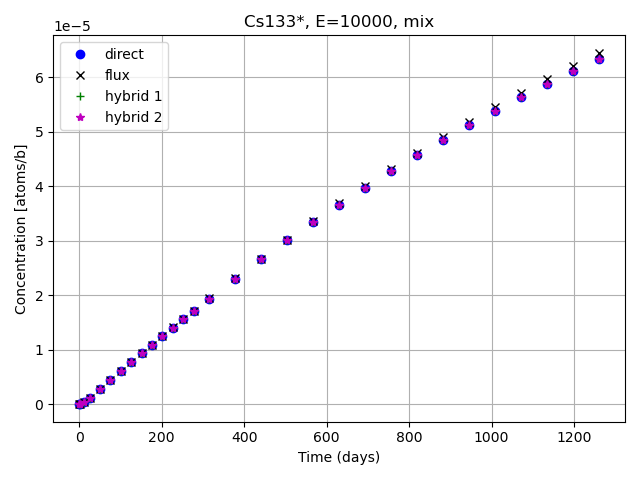 Cs133*, E=10000, mix
1e−5
direct
flux
hybrid 1
hybrid 2
6
5
4
3
2
1
0
Concentration [atoms/b]
0 200 400 600 800 1000 1200
Time (days)